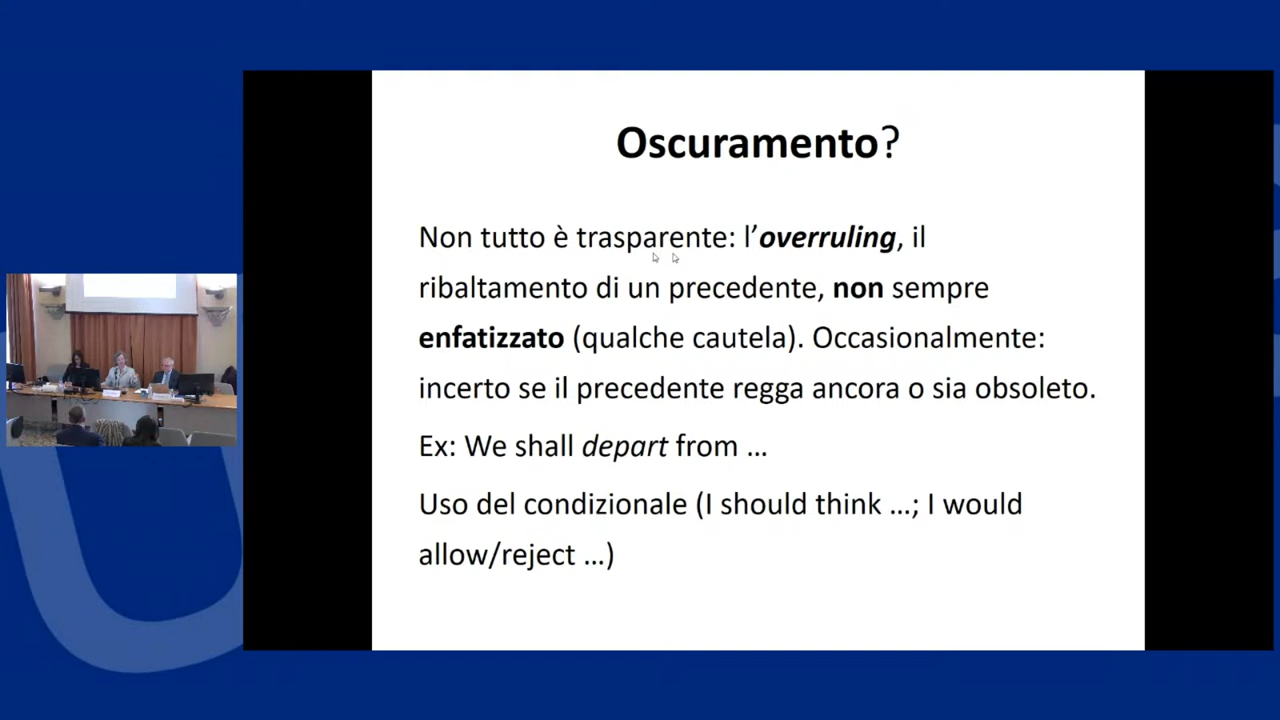 Oscuramento?
Non tutto è trasparente: l’overruling, il
ribaltamento di un precedente, non sempre
enfatizzato (qualche cautela). Occasionalmente:
incerto se il precedente regga ancora o sia obsoleto.
Ex: We shall depart from …
Uso del condizionale (I should think …; I would
allow/reject …)